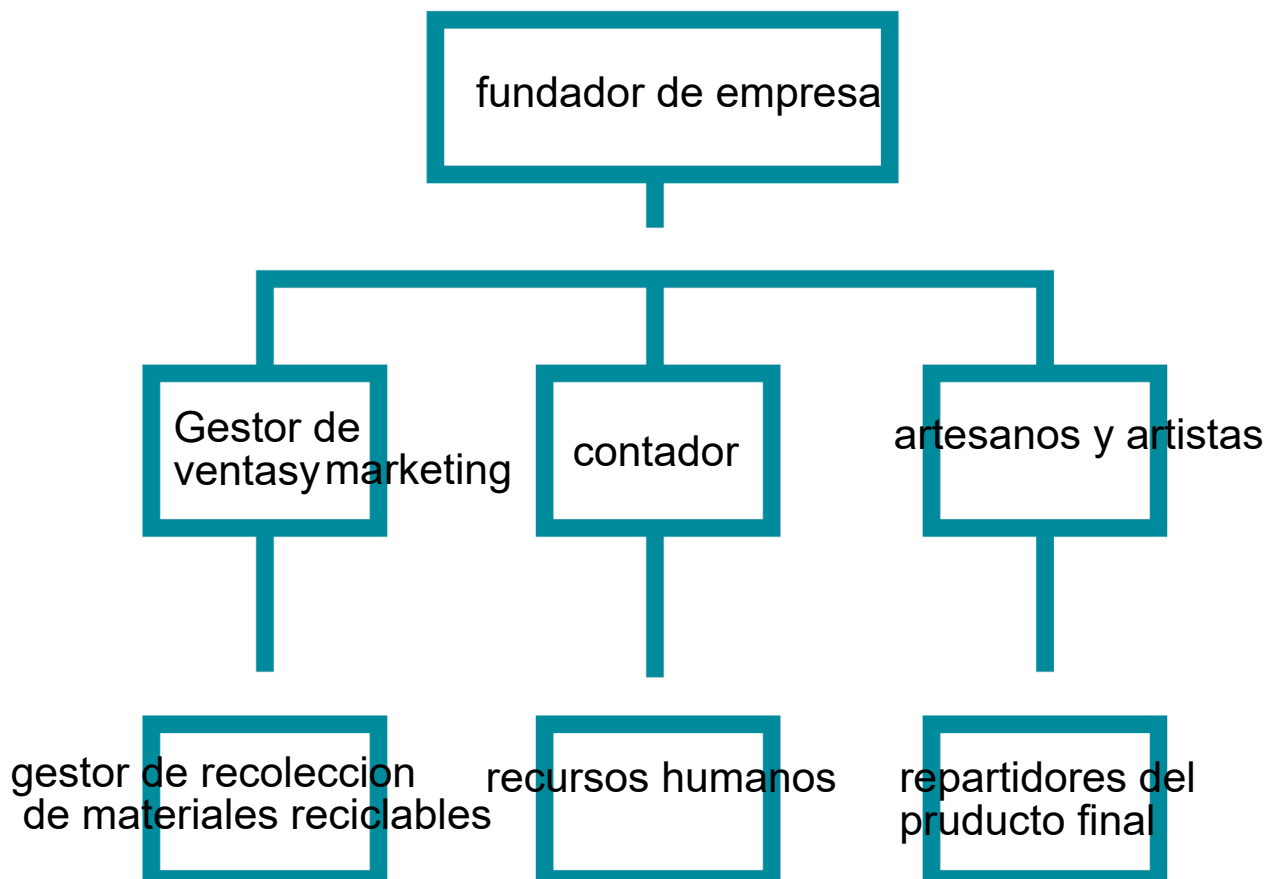 fundador de empresa
Gestor de
ventasy marketing
contador
artesanos y artistas
gestor de recoleccion
de materiales reciclables
recursos humanos
repartidores del
pruducto final